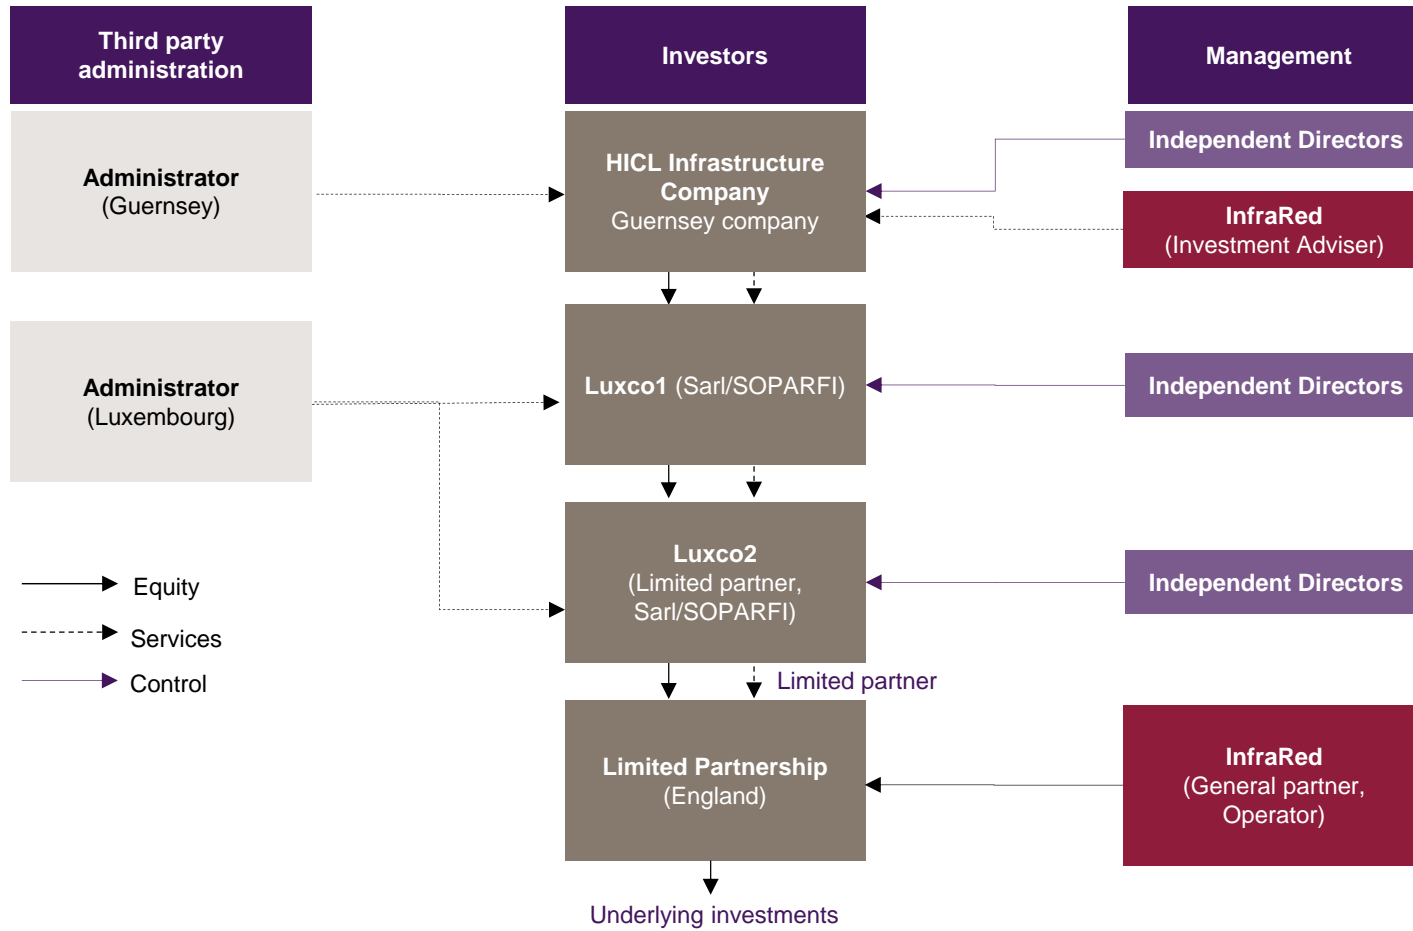 Third party
administration
Investors
Management
Administrator
(Guernsey)
HICL Infrastructure
Company
Guernsey company
Independent Directors
InfraRed
(Investment Adviser)
Administrator
(Luxembourg)
Luxco1 (Sarl/SOPARFI)
Independent Directors
Luxco2
(Limited partner,
Sarl/SOPARFI)
Independent Directors
Equity
Services
Control
Limited partner
Limited Partnership
(England)
InfraRed
(General partner,
Operator)
Underlying investments